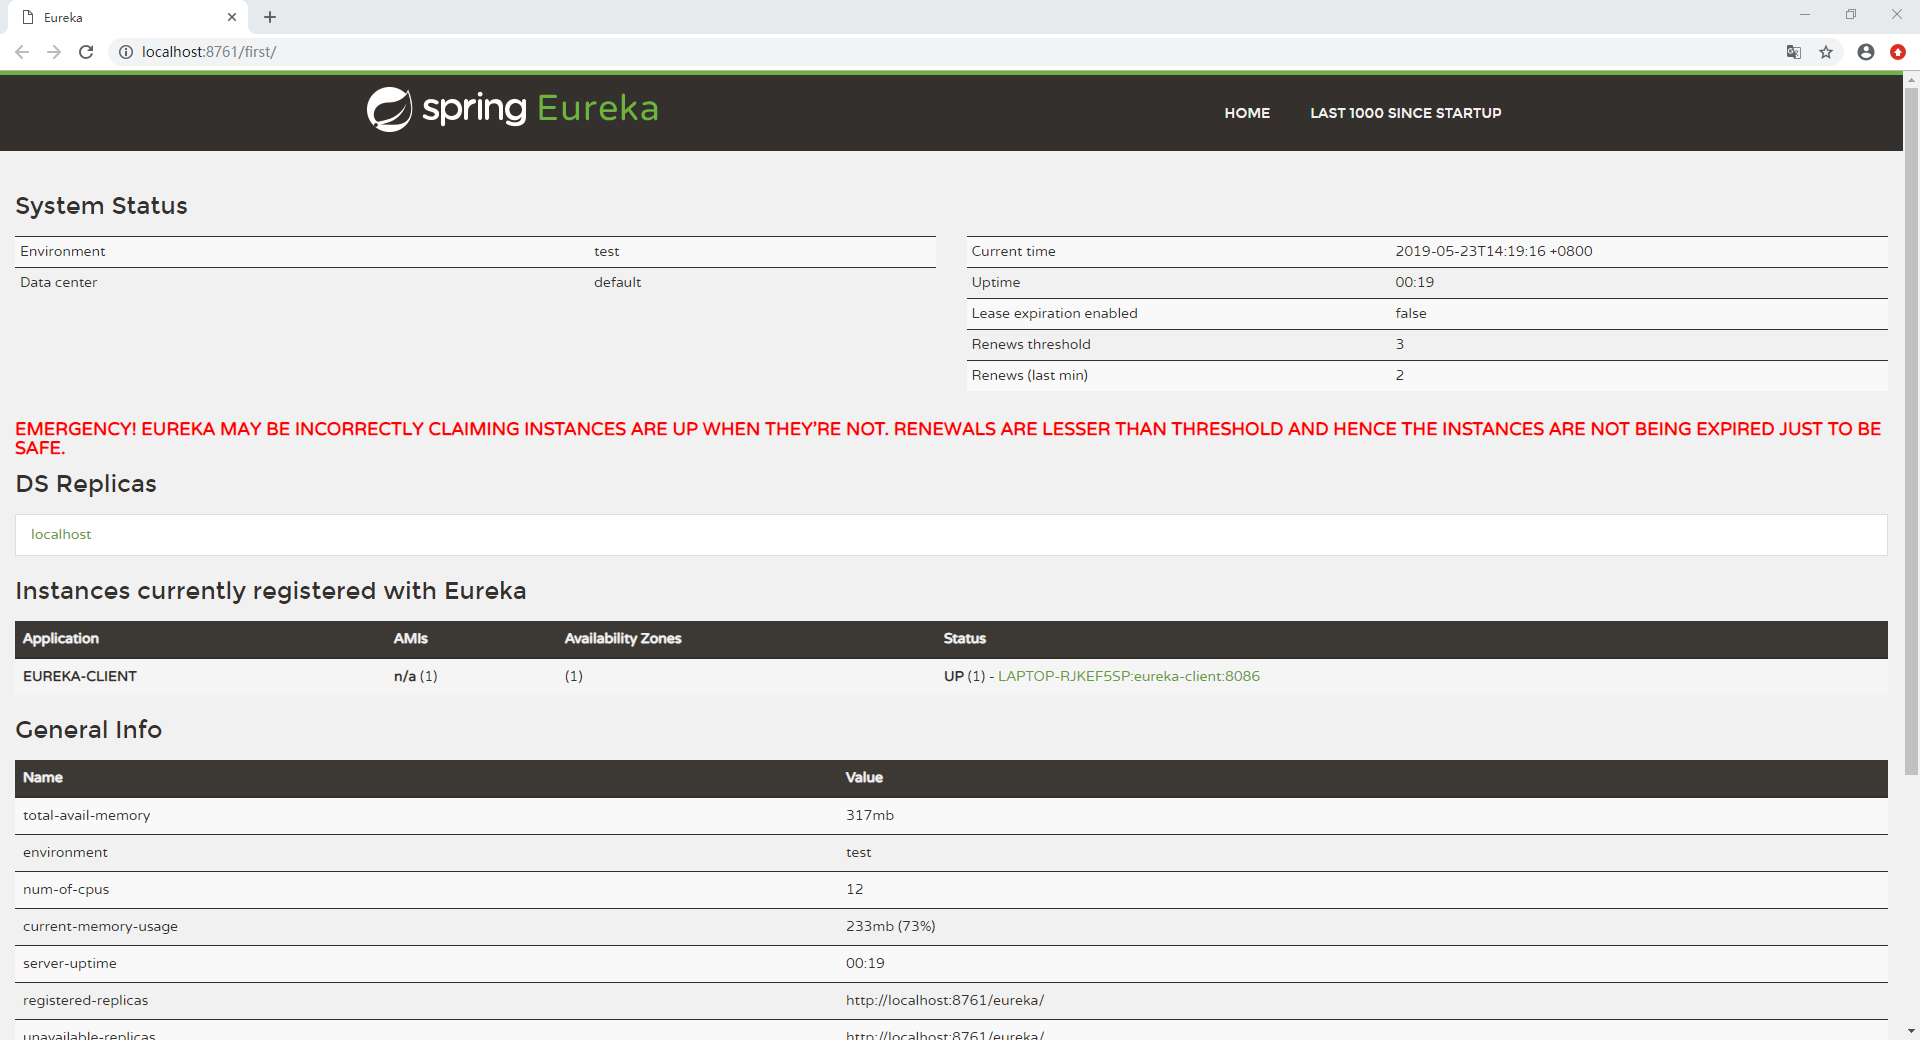 Eureka
localhost:8761/first/
spring Eureka
HOME LAST 1000 SINCE STARTUP
System Status
Environment test
Data center default
Current time 2019-05-23T14:19:16 +0800
Uptime 00:19
Lease expiration enabled false
Renews threshold 3
Renews (last min) 2
EMERGENCY! EUREKA MAY BE INCORRECTLY CLAIMING INSTANCES ARE UP WHEN THEY'RE NOT. RENEWALS ARE LESSER THAN THRESHOLD AND HENCE THE INSTANCES ARE NOT BEING EXPIRED JUST TO BE
SAFE.
DS Replicas
localhost
Instances currently registered with Eureka
Application AMIs Availability Zones Status
EUREKA-CLIENT n/a (1) (1) UP (1) - LAPTOP-RJKEF5SP:eureka-client:8086
General Info
Name Value
total-avail-memory 317mb
environment test
num-of-cpus 12
current-memory-usage 233mb (73%)
server-uptime 00:19
registered-replicas http://localhost:8761/eureka/
unavailable-replicas http://localhost:8761/eureka/